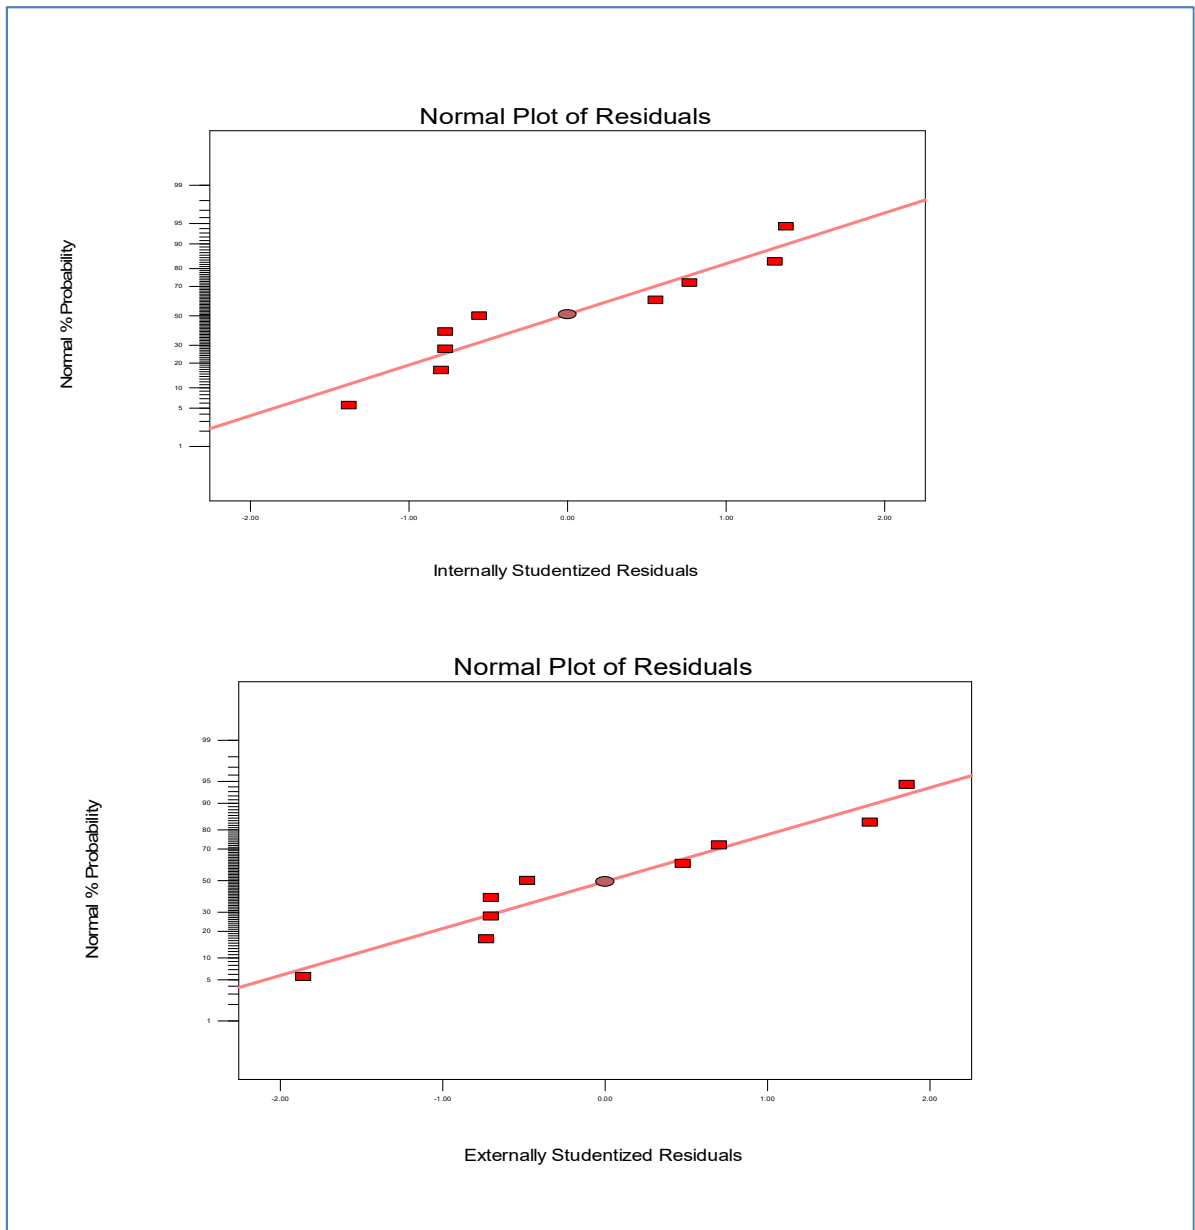 Normal Plot of Residuals
Normal % Probability
99
95
90
80
70
50
30
20
10
5
1
-2.00 -1.00 0.00 1.00 2.00
Internally Studentized Residuals
Normal Plot of Residuals
Normal % Probability
99
95
90
80
70
50
30
20
10
5
1
-2.00 -1.00 0.00 1.00 2.00
Externally Studentized Residuals